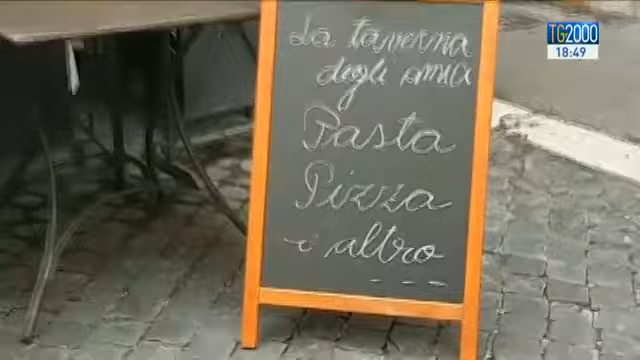 La taverna
degli amici
Pasta
Pizza
e altro
TG2000
18:49